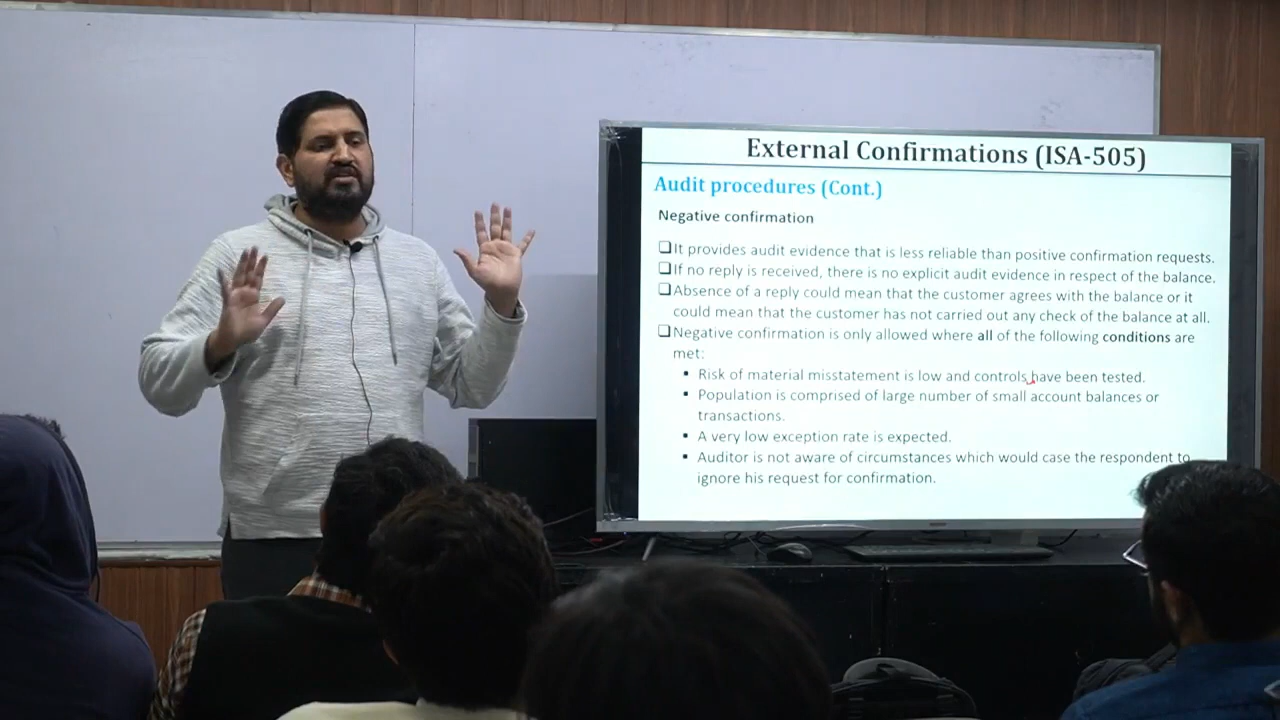 External Confirmations (ISA-505)
Audit procedures (Cont.)
Negative confirmation
❑It provides audit evidence that is less reliable than positive confirmation requests.
❑If no reply is received, there is no explicit audit evidence in respect of the balance.
❑Absence of a reply could mean that the customer agrees with the balance or it
could mean that the customer has not carried out any check of the balance at all.
❑Negative confirmation is only allowed where all of the following conditions are
met:
▪ Risk of material misstatement is low and controls have been tested.
▪ Population is comprised of large number of small account balances or
transactions.
▪ A very low exception rate is expected.
▪ Auditor is not aware of circumstances which would case the respondent to
ignore his request for confirmation.